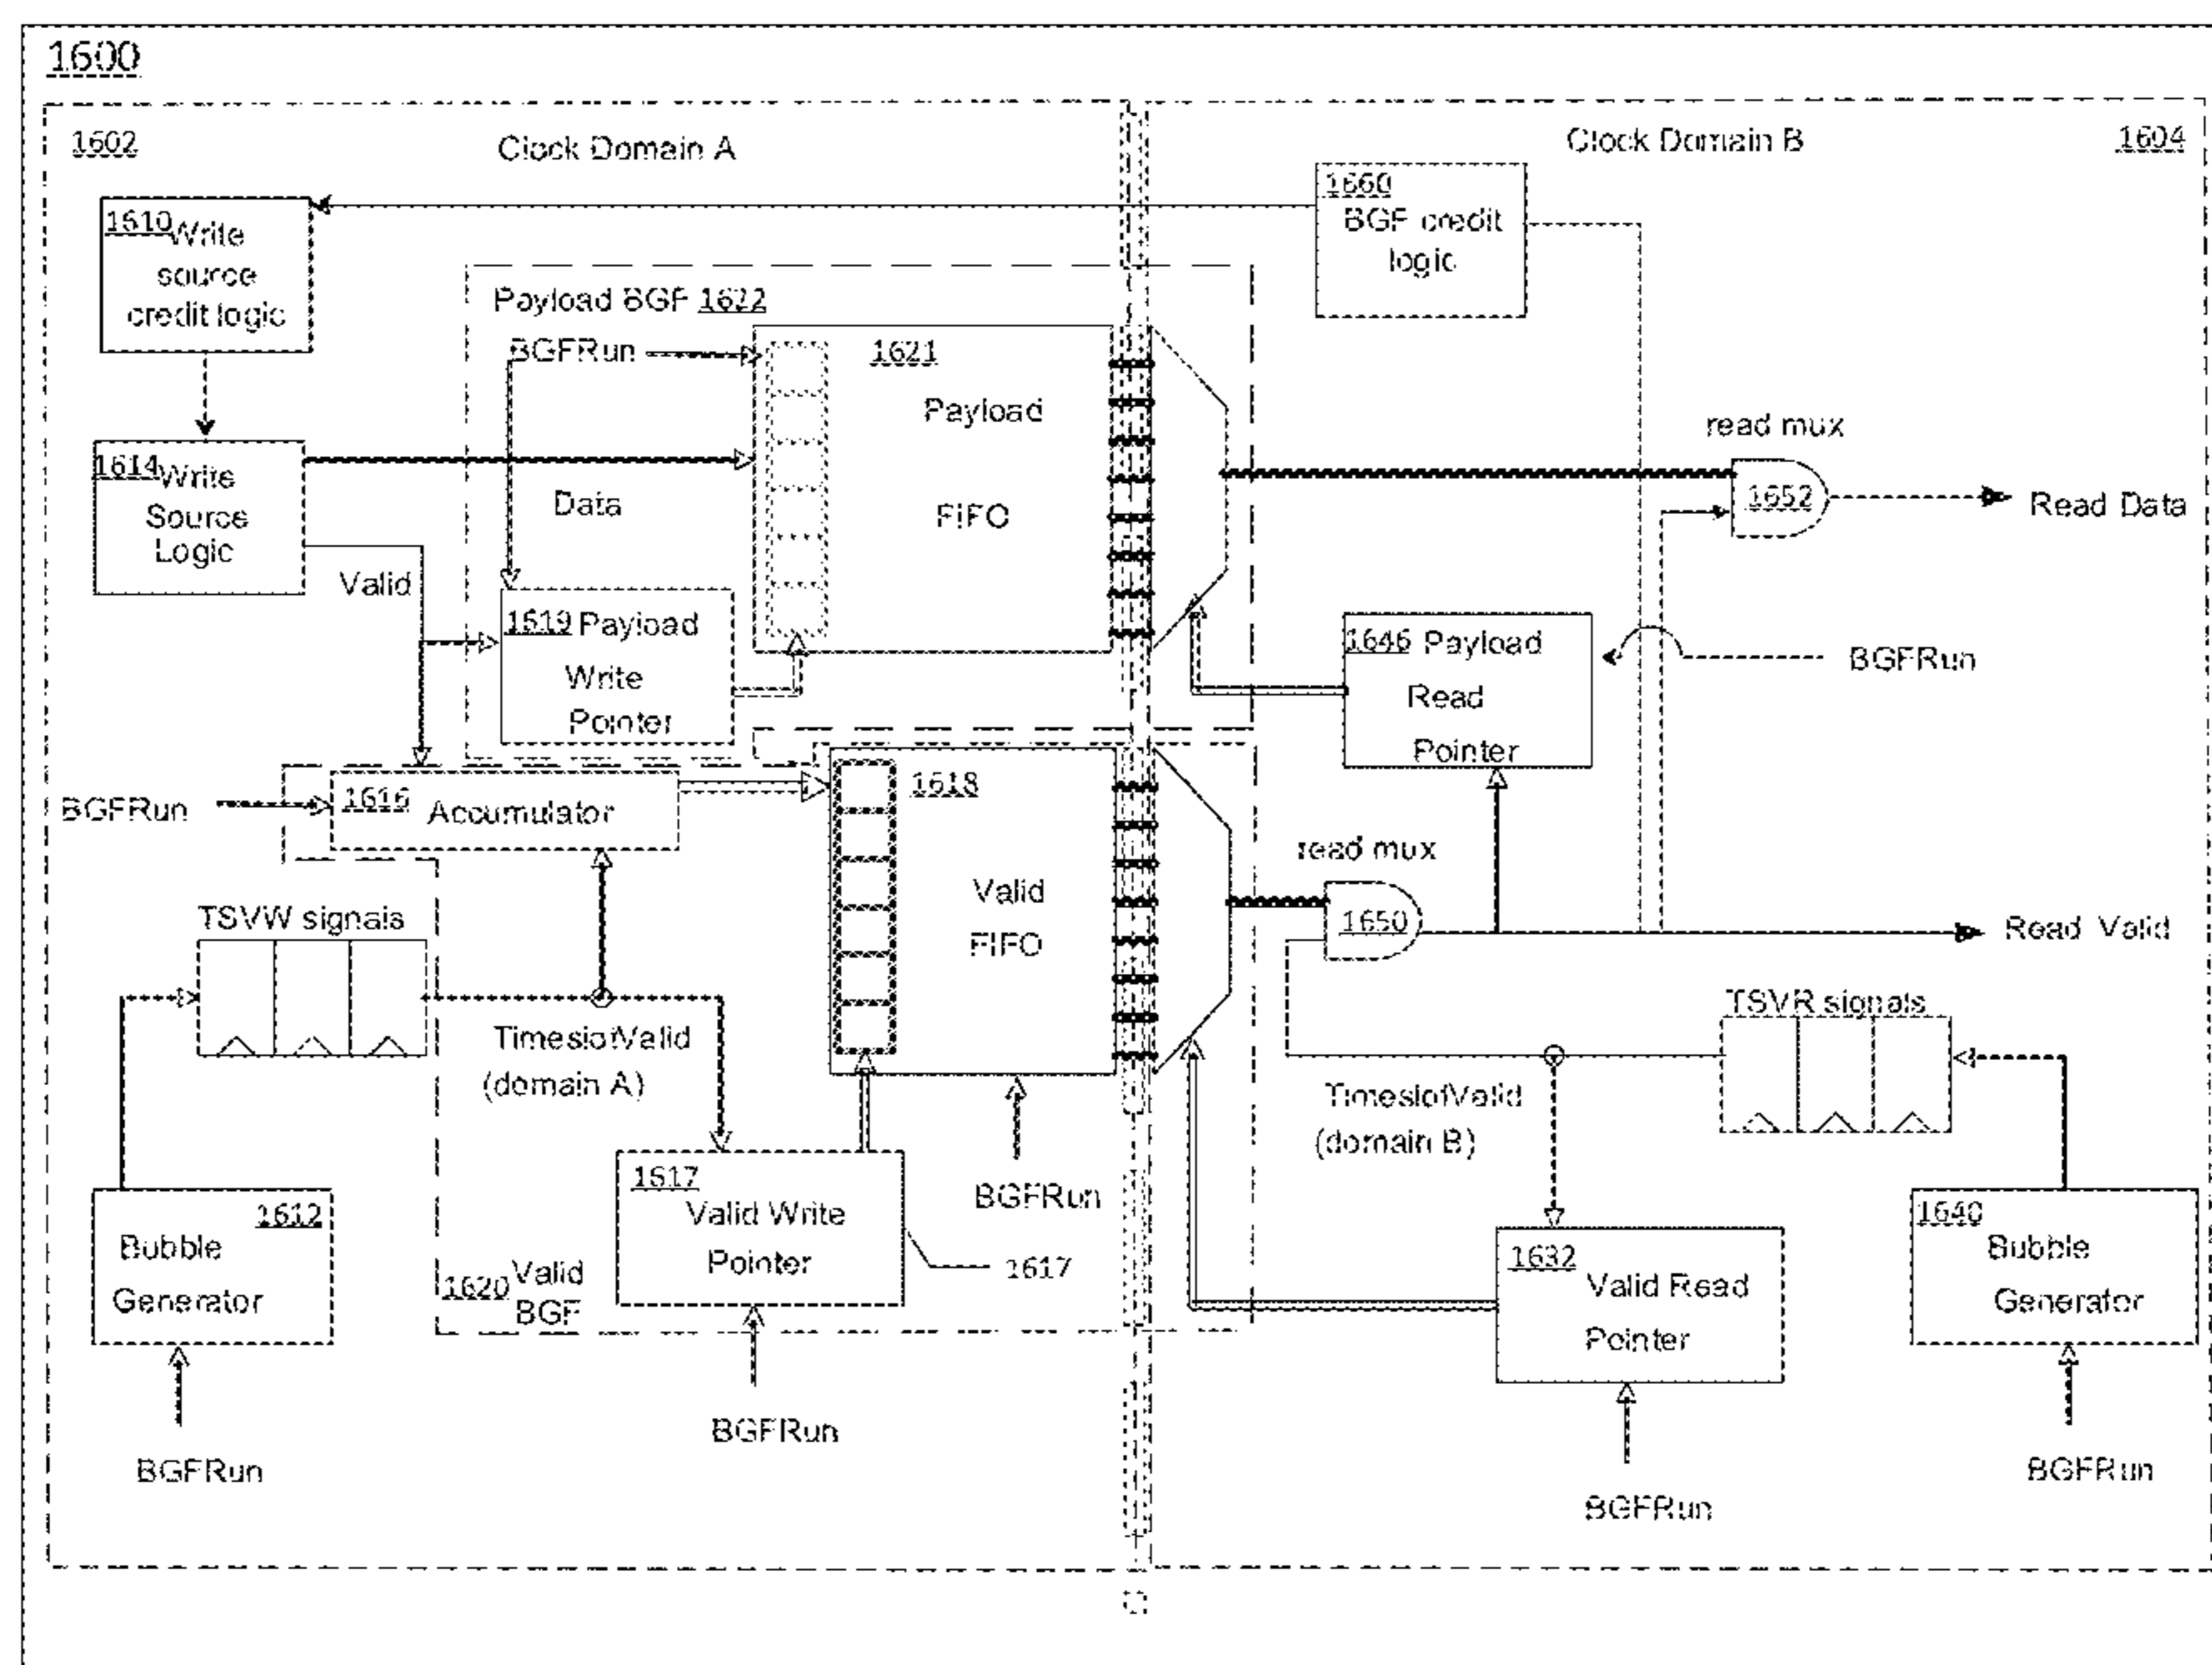 1600
1602
Clock Domain A
Clock Domain B
1604
1610 Write
source
credit logic
1660
BGF credit
logic
Payload BGF 1622
BGFRun
1621
Payload
FIFO
read mux
1614 Write
Source
Logic
Data
Valid
1652
Read Data
1619 Payload
Write
Pointer
1646 Payload
Read
Pointer
BGFRun
BGFRun
1616 Accumulator
1618
Valid
FIFO
read mux
1650
Read Valid
TSVW signals
TimeslotValid
(domain A)
TSVR signals
TimeslotValid
(domain B)
1612
Bubble
Generator
1617
Valid Write
Pointer
1617
BGFRun
1620 Valid
BGF
1632
Valid Read
Pointer
1640
Bubble
Generator
BGFRun
BGFRun
BGFRun
BGFRun